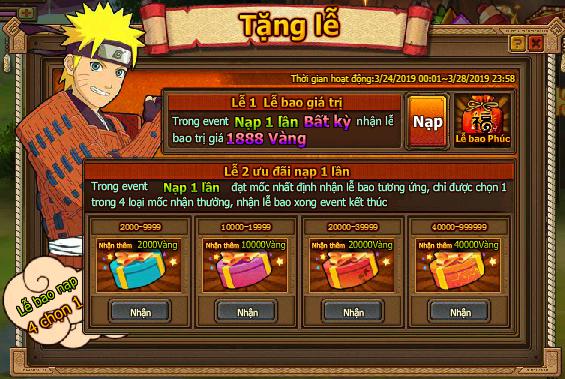 Tặng lễ
Thời gian hoạt động:3/24/2019 00:01~3/28/2019 23:58
Lễ 1 Lễ bao giá trị
Trong event Nạp 1 lần Bất kỳ nhận lễ
bao trị giá 1888 Vàng
Nạp
Lễ bao Phúc
Lễ 2 ưu đãi nạp 1 lần
Trong event Nạp 1 lần đạt mốc nhất định nhận lễ bao tương ứng, chỉ được chọn 1
trong 4 loại mốc nhận thưởng, nhận lễ bao xong event kết thúc
2000-9999 10000-19999 20000-39999 40000-999999
Nhận thêm 2000Vàng Nhận thêm 10000Vàng Nhận thêm 20000Vàng Nhận thêm 40000Vàng
Nhận Nhận Nhận Nhận
Lễ bao nạp
4 chọn 1